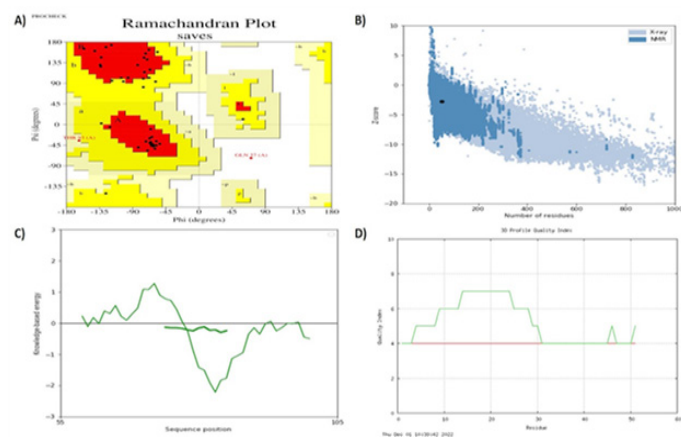 A)
PROCHECK
Ramachandran Plot
saves
Psi (degrees)
180
135
90
45
0
-45
-90
-135
-180 -135 -90 -45 0 45 90 135 180
Phi (degrees)
B)
X-ray
NMR
Z-score
10
5
0
-5
-10
-15
-20
0 200 400 600 800 1000
Number of residues
C)
Knowledge-based energy
3
2
1
0
-1
-2
-3
55 105
Sequence position
D)
3D Profile Quality Index
Quality Index
10
8
6
4
2
0
0 10 20 30 40 50 60
Residue